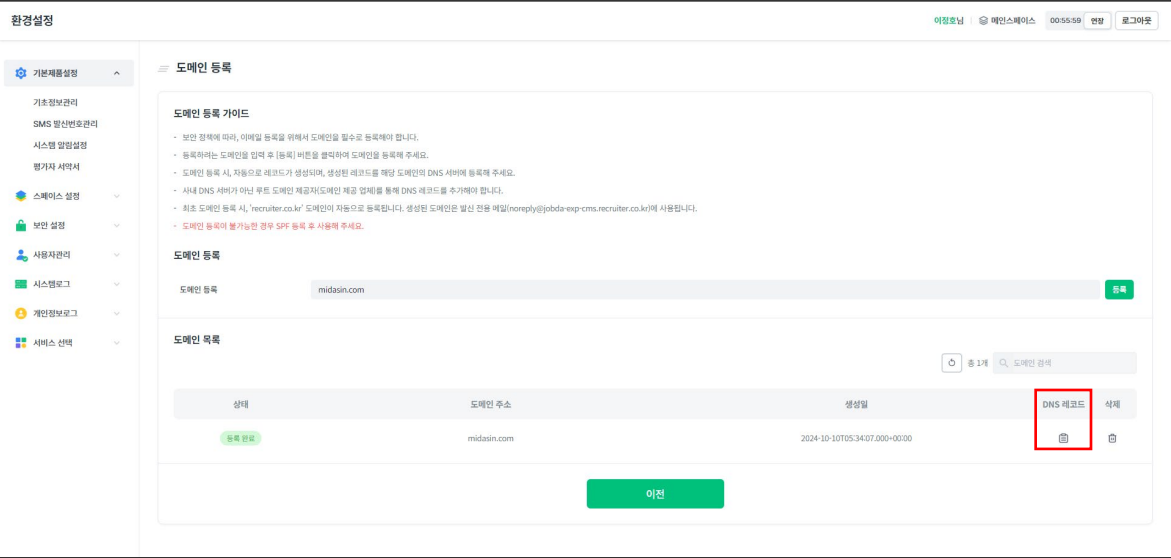 환경설정
이정호님 메인스페이스 00:55:59 연장 로그아웃
기본제품설정
기초정보관리
SMS 발신번호관리
시스템 알림설정
평가자 서약서
스페이스 설정
보안 설정
사용자관리
시스템로그
개인정보로그
서비스 선택
도메인 등록
도메인 등록 가이드
- 보안 정책에 따라, 이메일 등록을 위해서 도메인을 필수로 등록해야 합니다.
- 등록하려는 도메인을 입력 후 [등록] 버튼을 클릭하여 도메인을 등록해 주세요.
- 도메인 등록 시, 자동으로 레코드가 생성되며, 생성된 레코드를 해당 도메인의 DNS 서버에 등록해 주세요.
- 사내 DNS 서버가 아닌 루트 도메인 제공자(도메인 제공 업체)를 통해 DNS 레코드를 추가해야 합니다.
- 최초 도메인 등록 시, 'recruiter.co.kr' 도메인이 자동으로 등록됩니다. 생성된 도메인은 발신 전용 메일(noreply@jobda-exp-cms.recruiter.co.kr)에 사용됩니다.
- 도메인 등록이 불가능한 경우 SPF 등록 후 사용해 주세요.
도메인 등록
도메인 등록 midasin.com 등록
도메인 목록
총 1개 도메인 검색
상태 도메인 주소 생성일 DNS 레코드 삭제
등록 완료 midasin.com 2024-10-10T05:34:07.000+00:00
이전